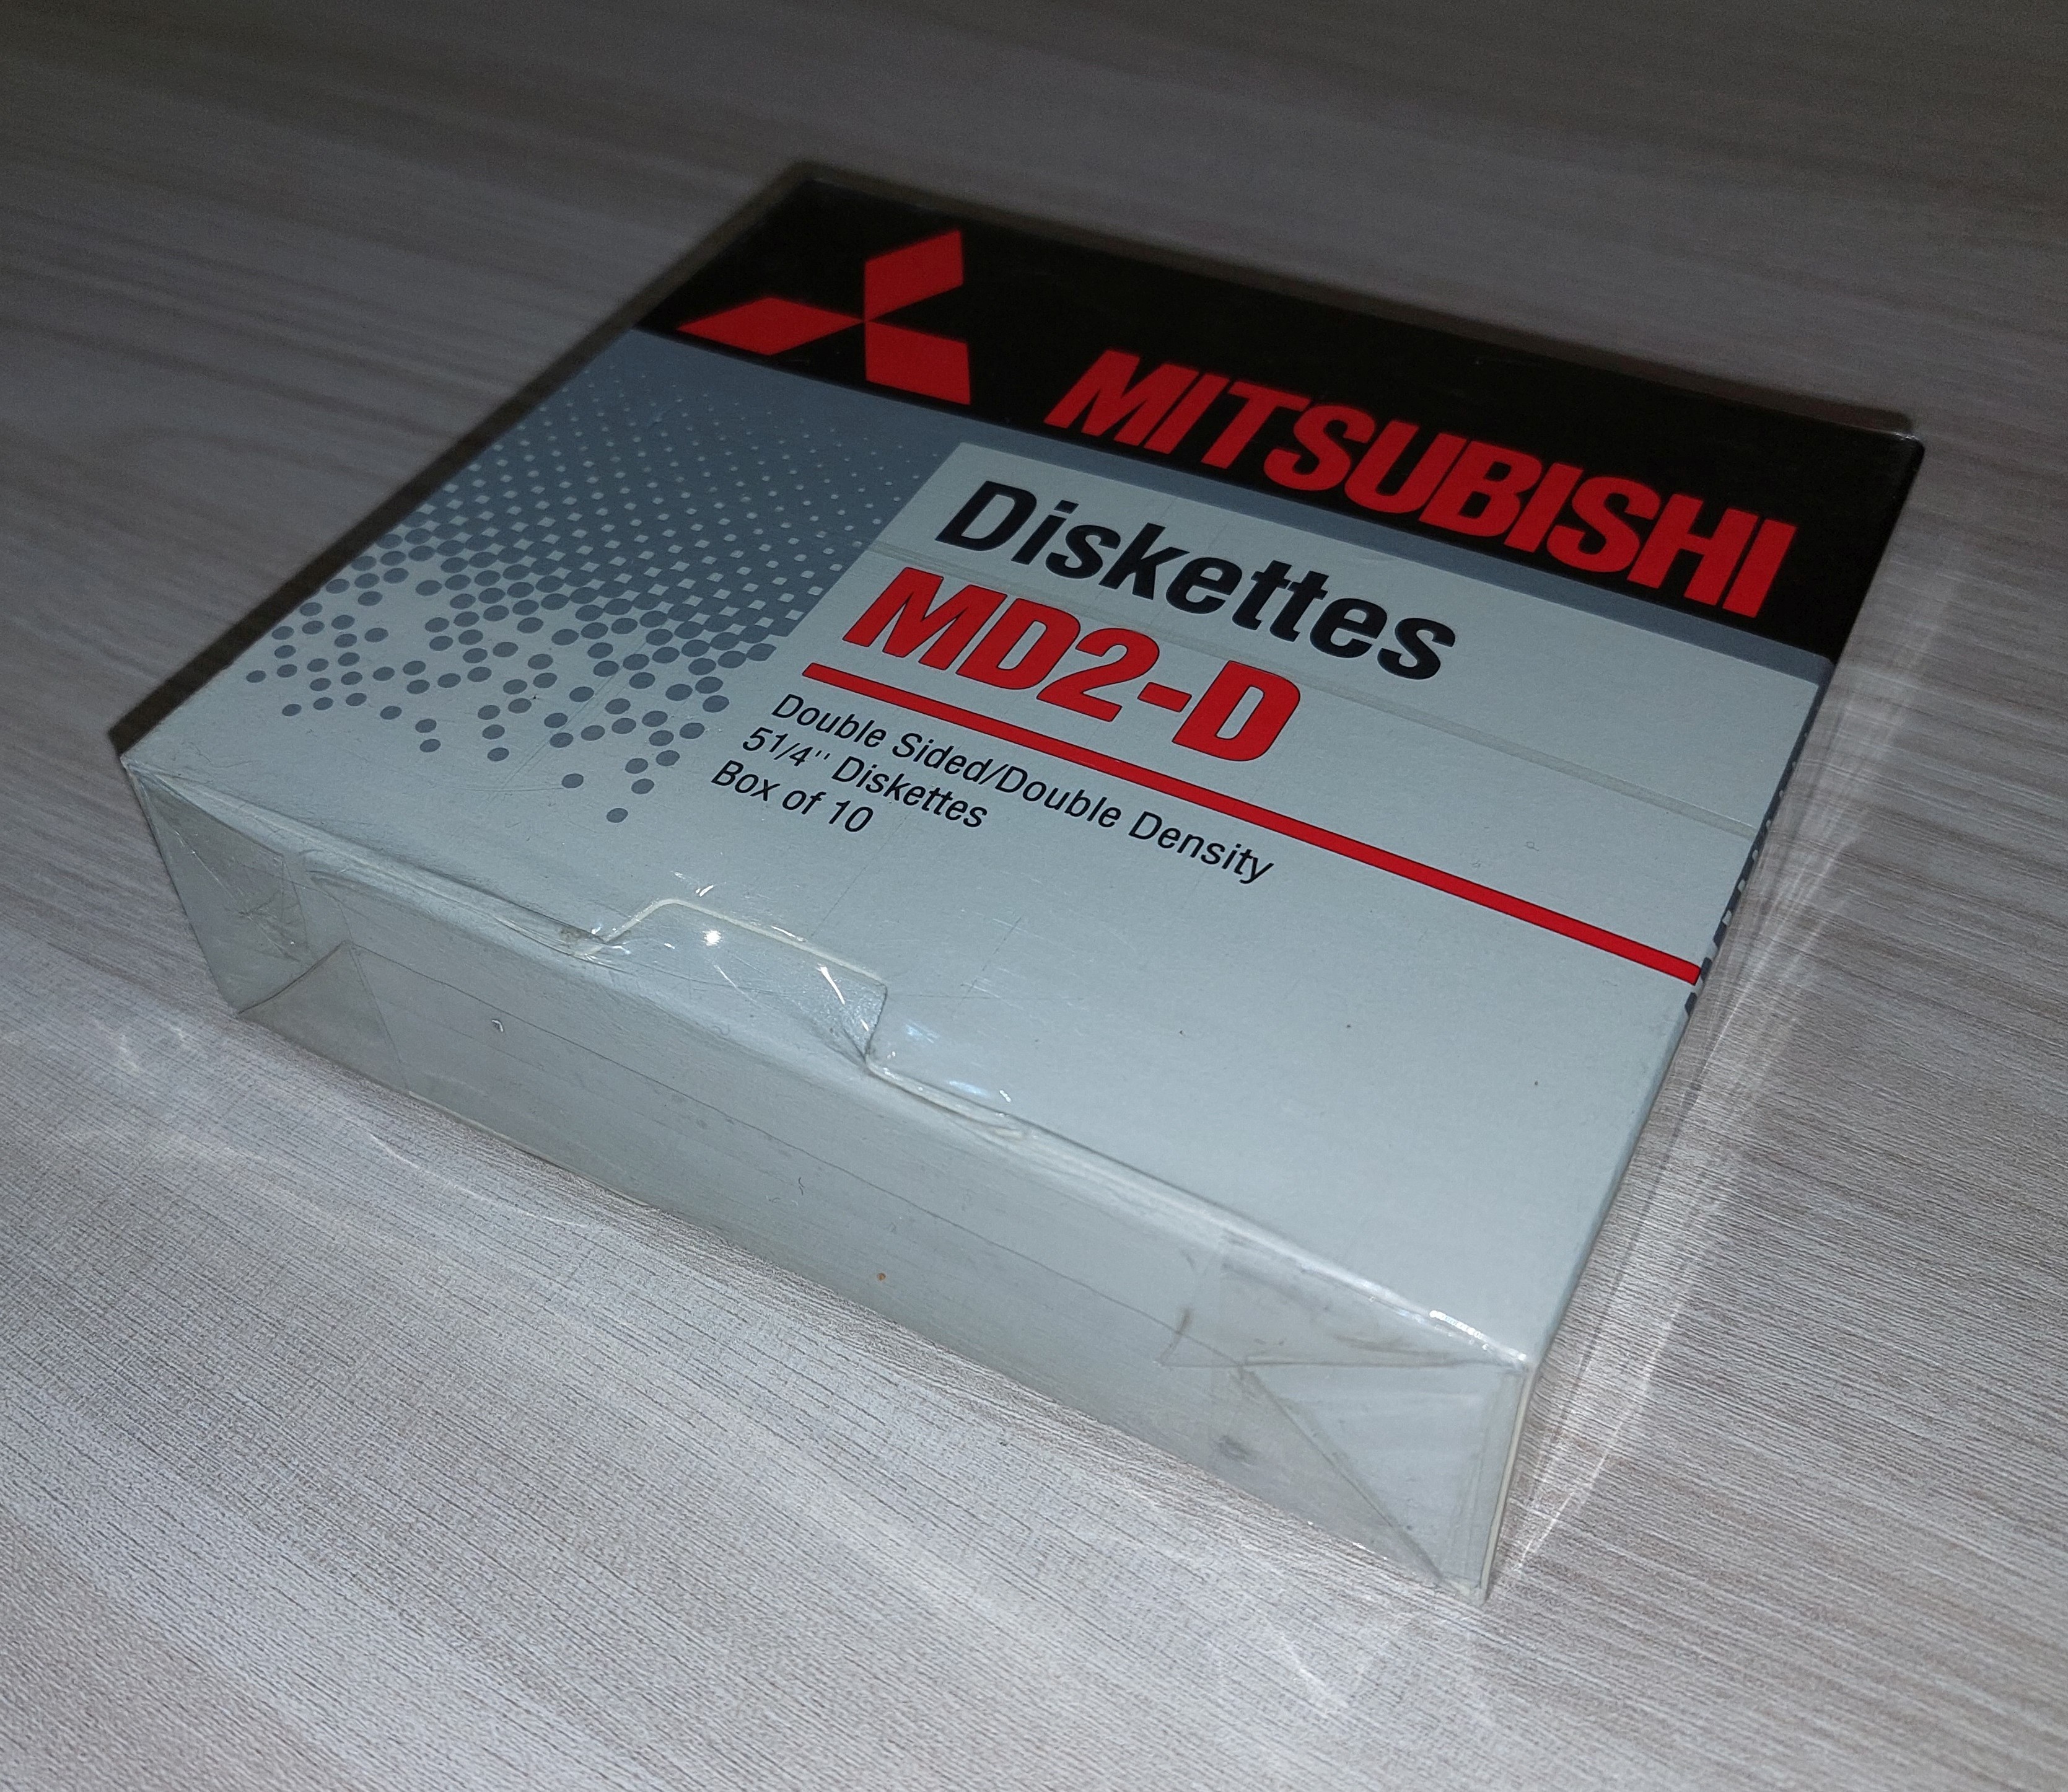 MITSUBISHI
Diskettes
MD2-D
Double Sided/Double Density
51/4" Diskettes
Box of 10